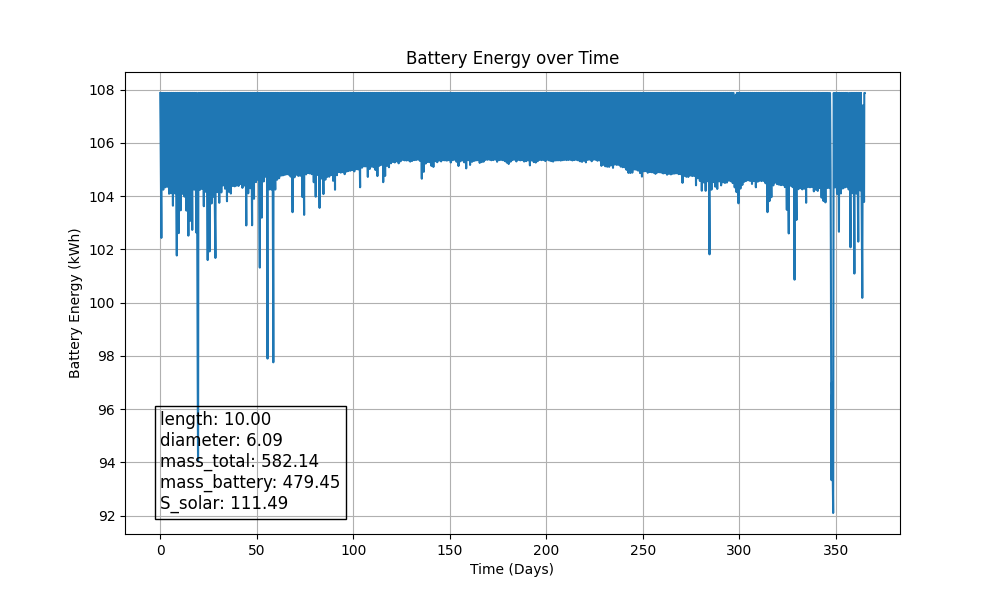 Battery Energy over Time
Battery Energy (kWh)
108
106
104
102
100
98
96
94
92
length: 10.00
diameter: 6.09
mass_total: 582.14
mass_battery: 479.45
S_solar: 111.49
0 50 100 150 200 250 300 350
Time (Days)